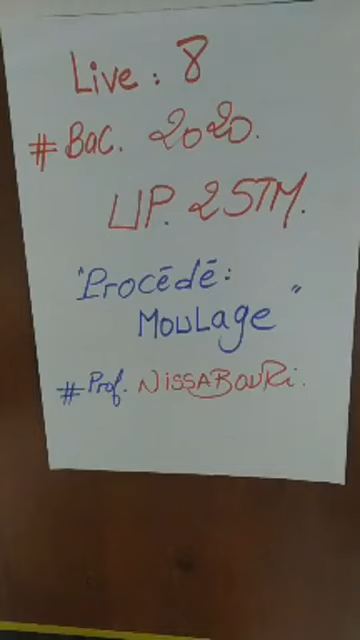 Live : 8
# BaC. 2020.
UP. 2STM.
"Procédé :
MOULage "
# Prof. NiSSABOURi.